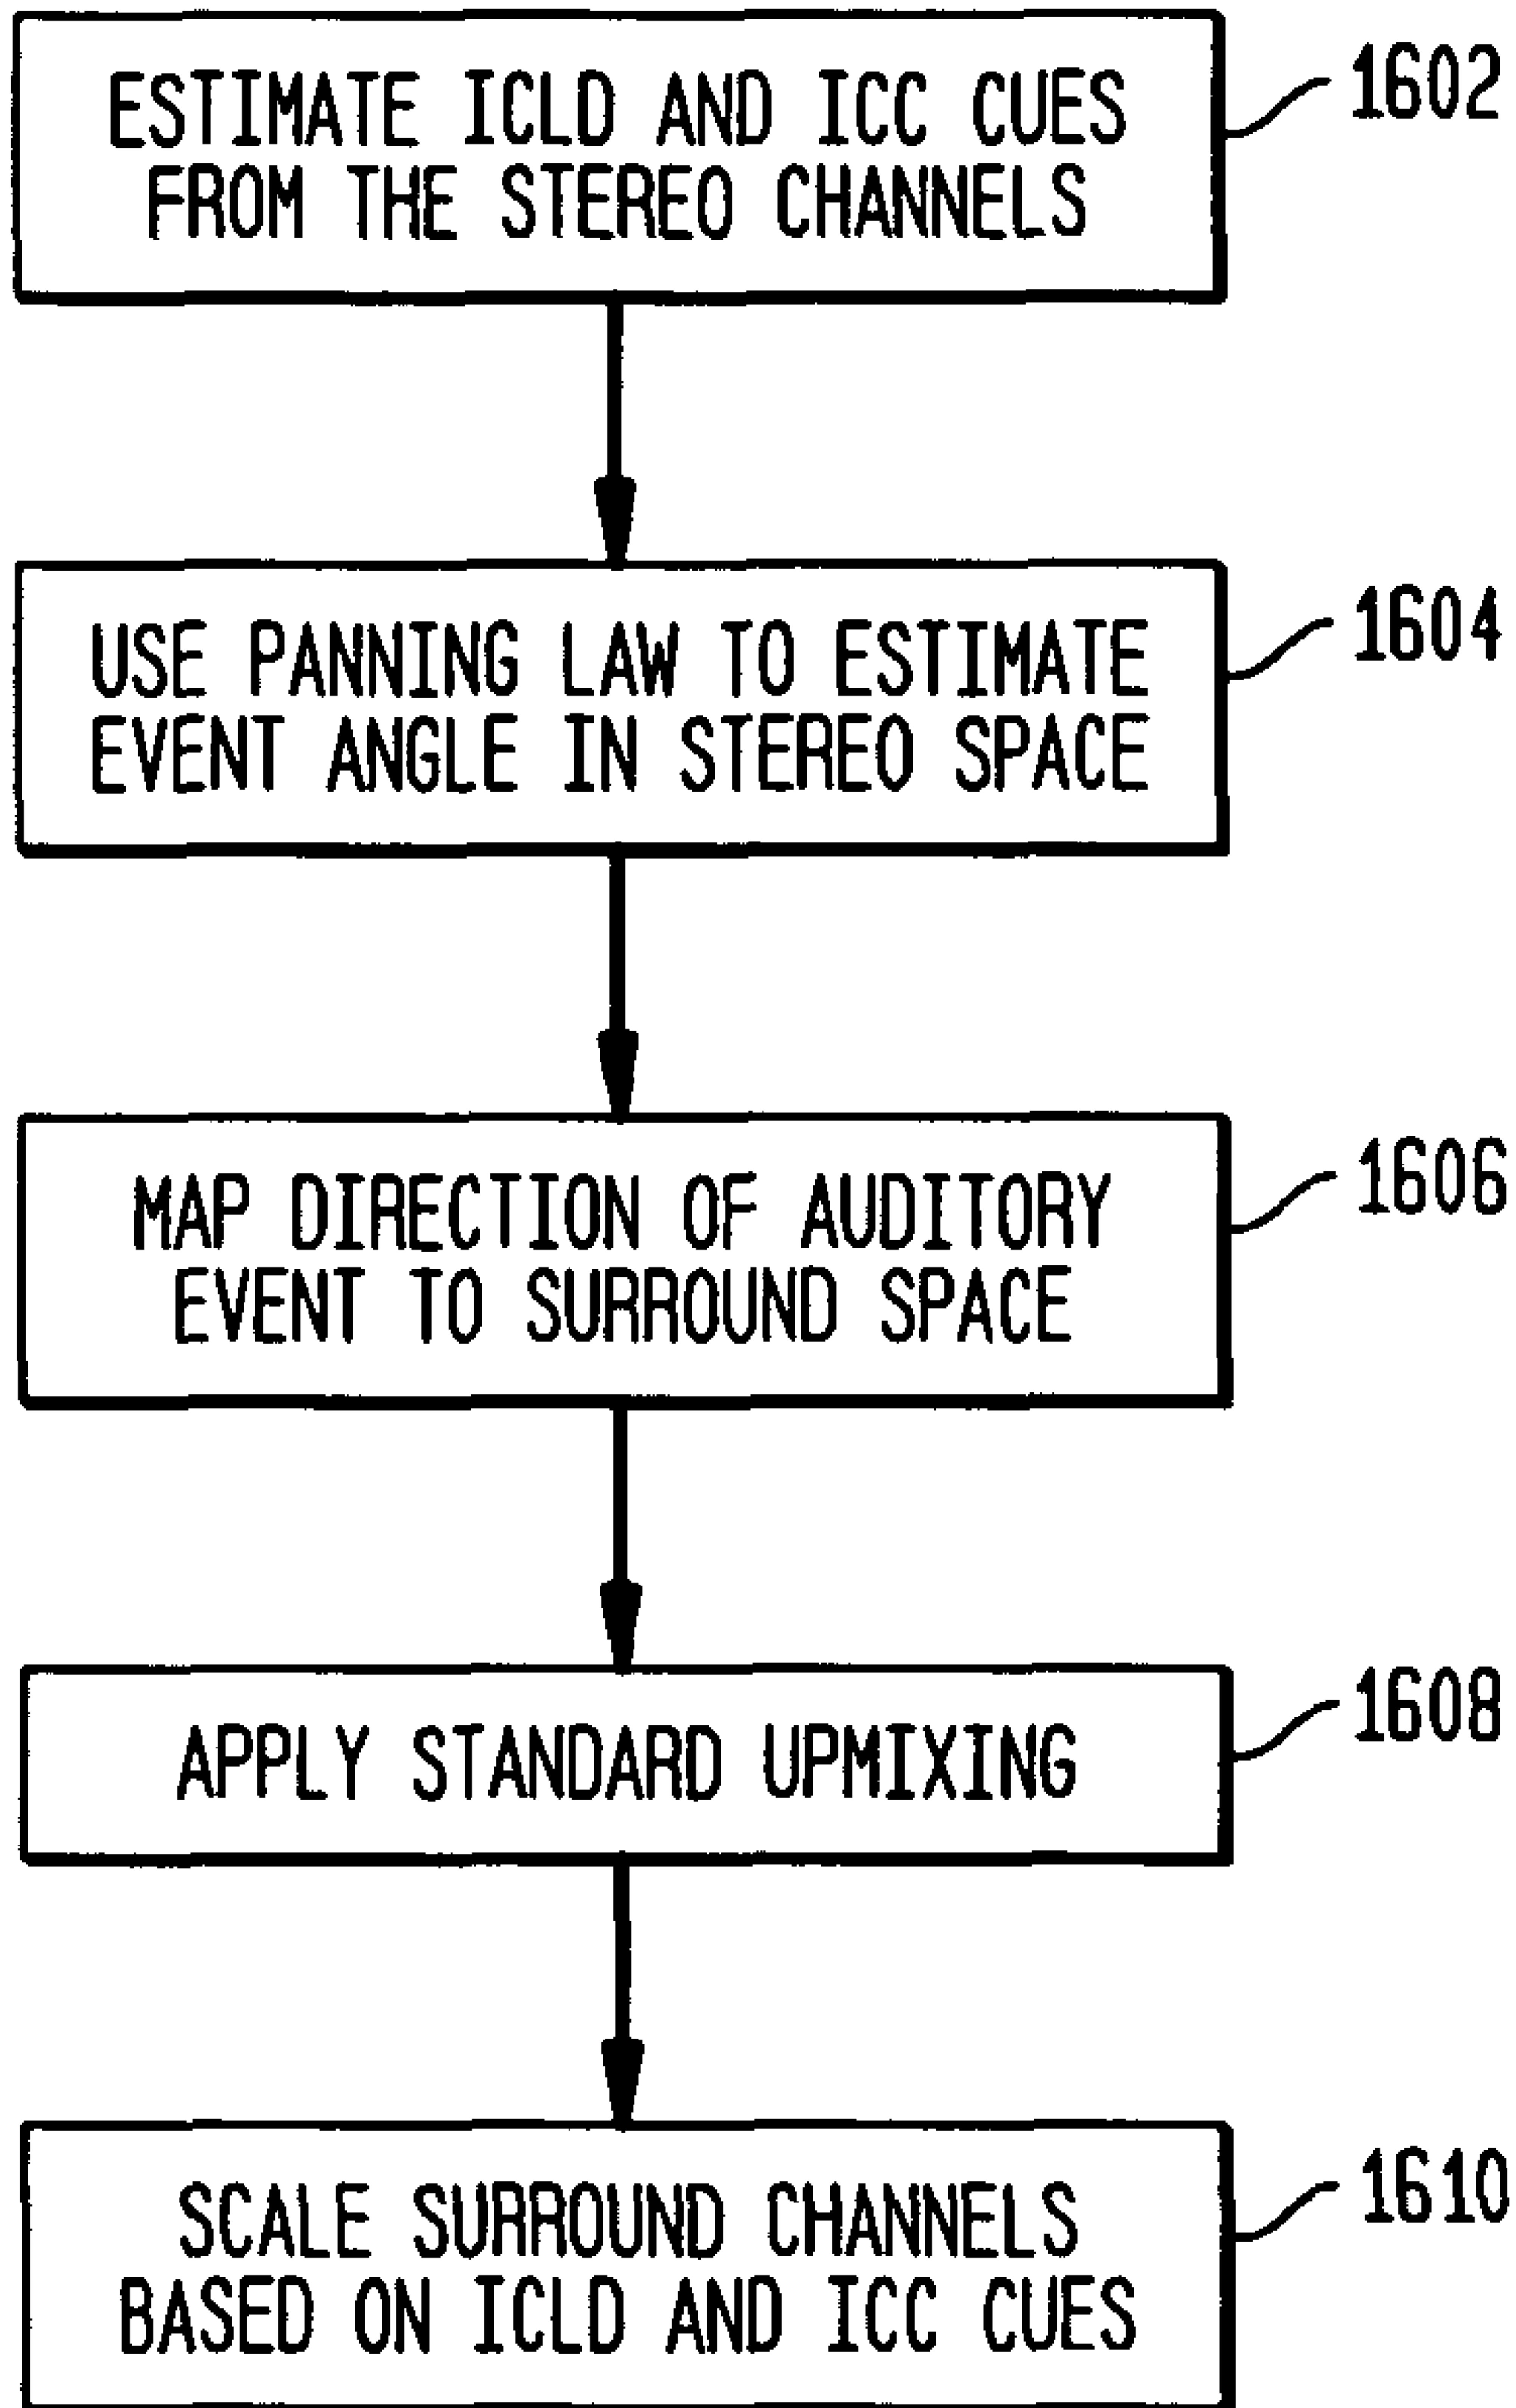 ESTIMATE ICLD AND ICC CUES
FROM THE STEREO CHANNELS
1602
USE PANNING LAW TO ESTIMATE
EVENT ANGLE IN STEREO SPACE
1604
MAP DIRECTION OF AUDITORY
EVENT TO SURROUND SPACE
1606
APPLY STANDARD UPMIXING
1608
SCALE SURROUND CHANNELS
BASED ON ICLD AND ICC CUES
1610